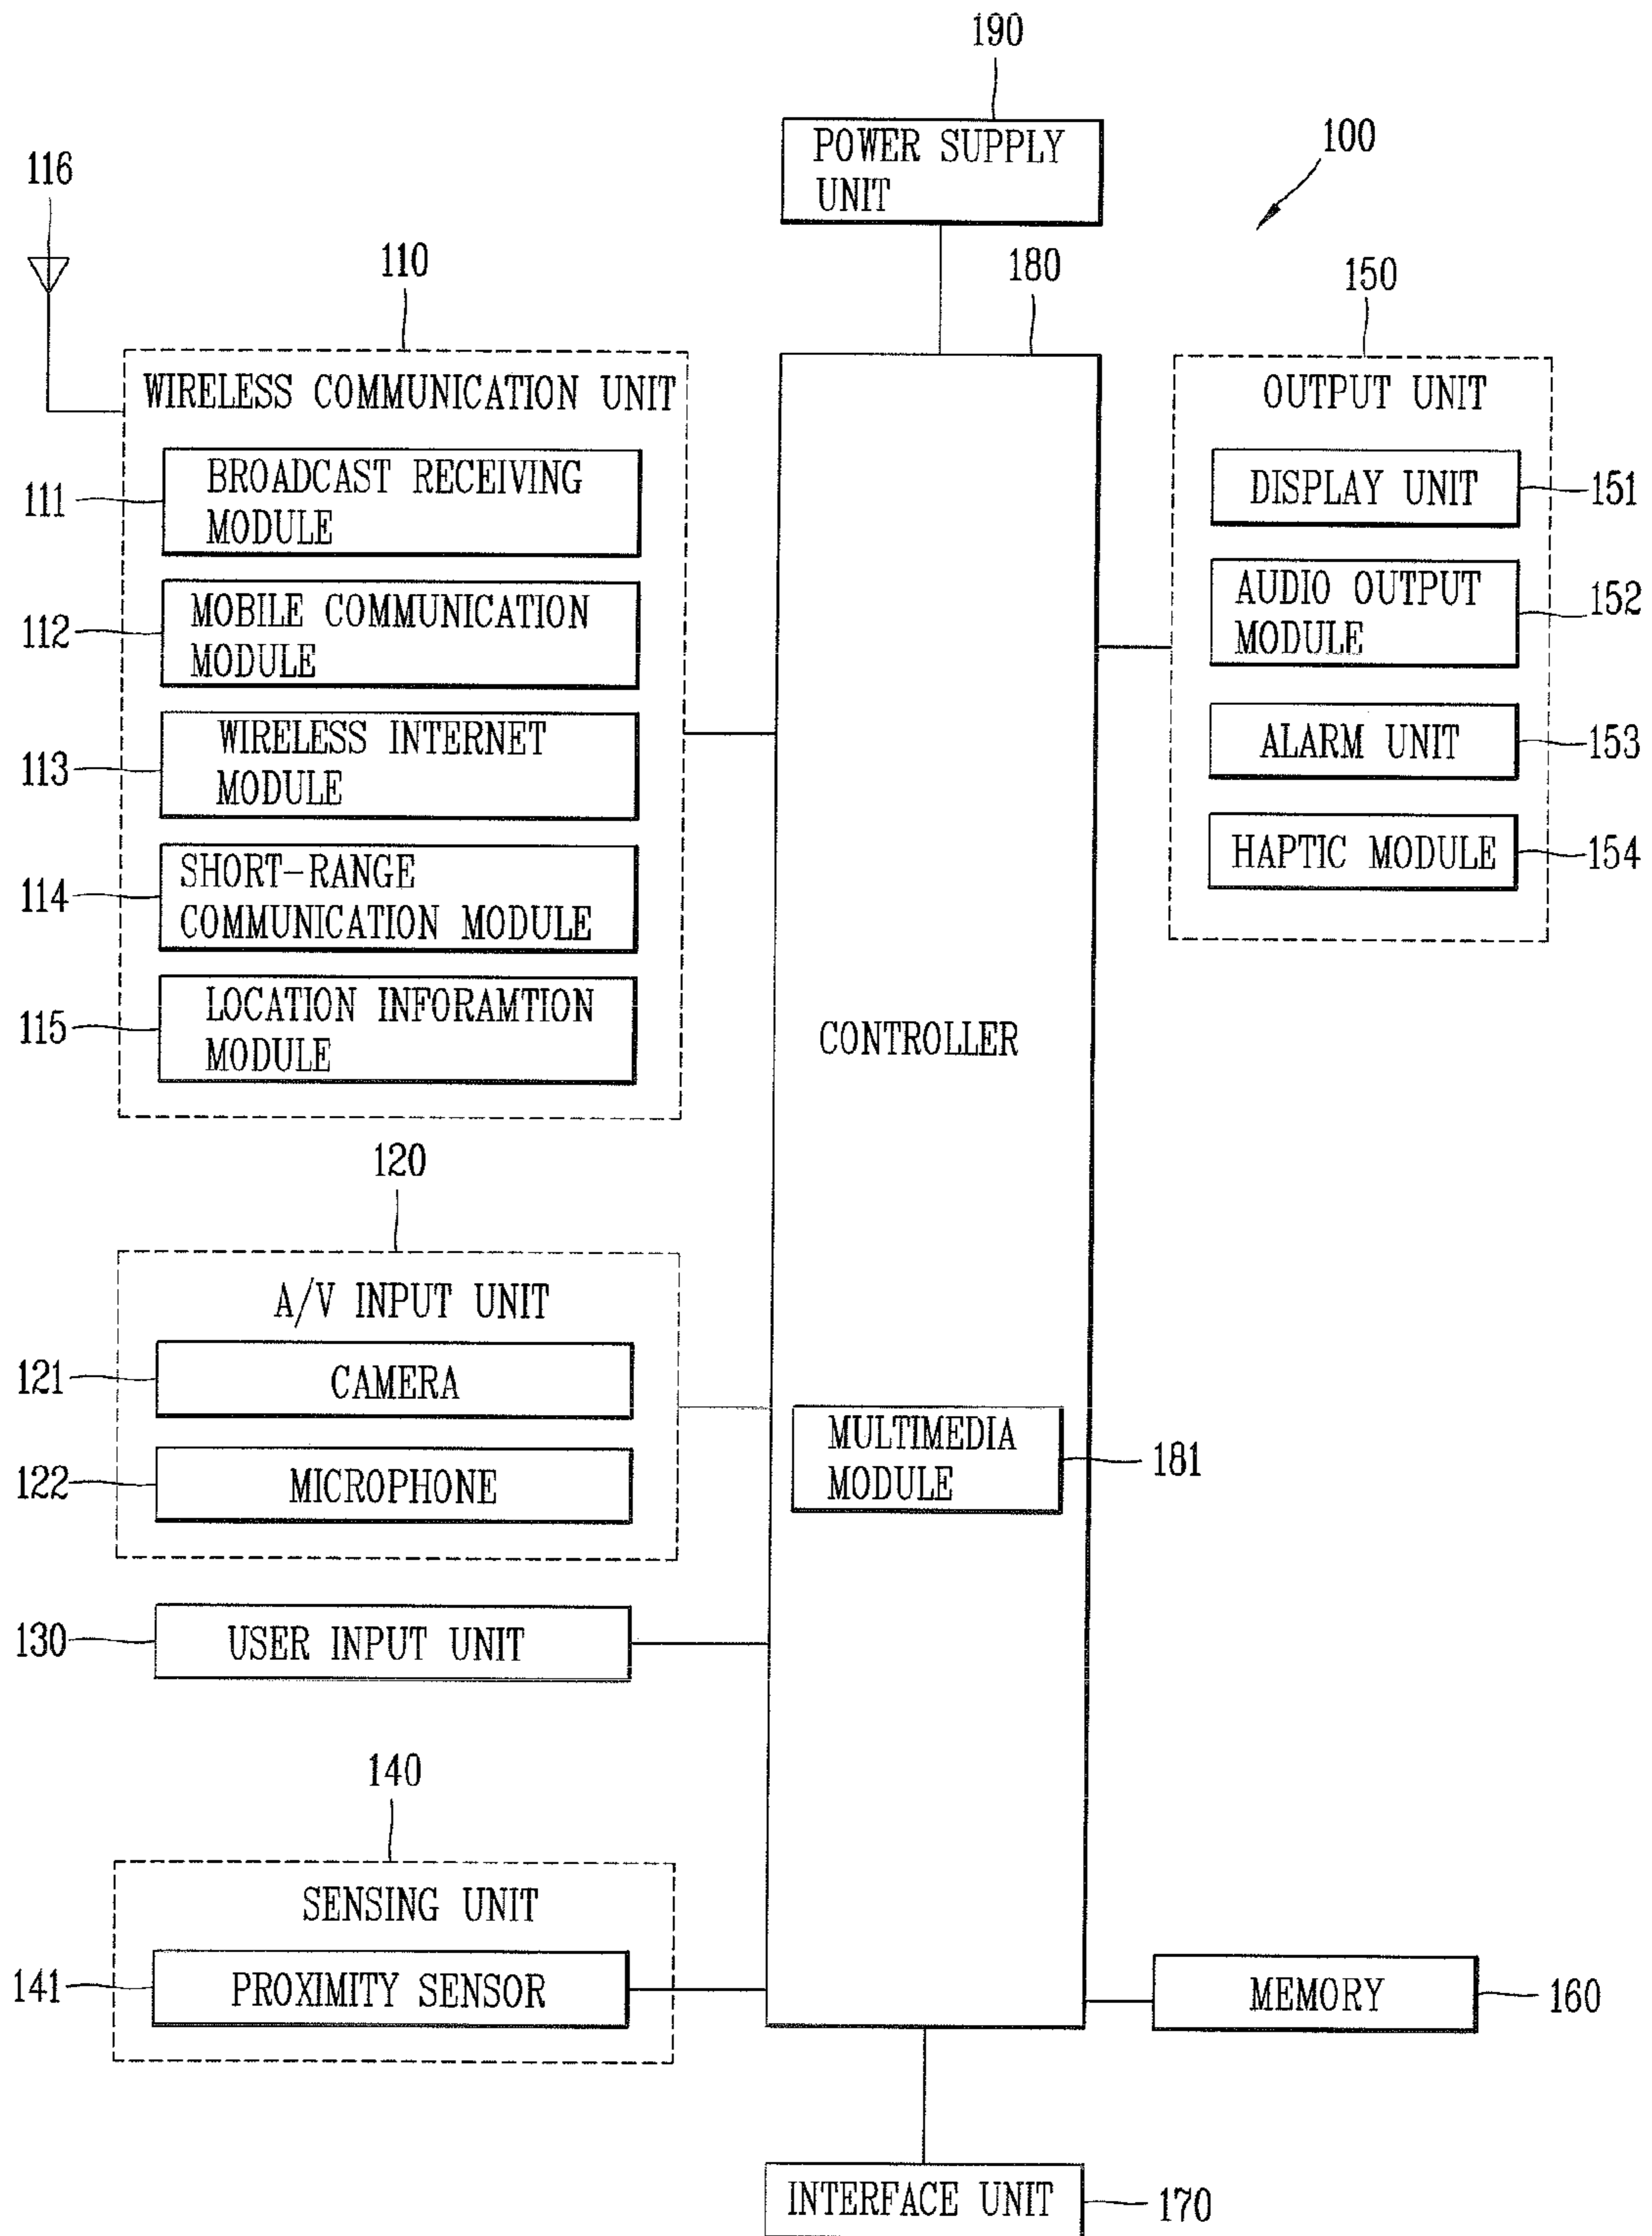 190
POWER SUPPLY
UNIT
100
116
110
180
150
WIRELESS COMMUNICATION UNIT
OUTPUT UNIT
111
BROADCAST RECEIVING
MODULE
DISPLAY UNIT
151
112
MOBILE COMMUNICATION
MODULE
AUDIO OUTPUT
MODULE
152
113
WIRELESS INTERNET
MODULE
ALARM UNIT
153
114
SHORT-RANGE
COMMUNICATION MODULE
HAPTIC MODULE
154
115
LOCATION INFORAMTION
MODULE
CONTROLLER
120
A/V INPUT UNIT
121
CAMERA
122
MICROPHONE
MULTIMEDIA
MODULE
181
130
USER INPUT UNIT
140
SENSING UNIT
141
PROXIMITY SENSOR
MEMORY
160
INTERFACE UNIT
170